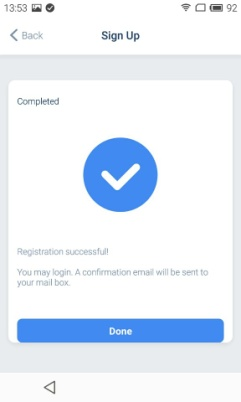 13:53 92
Back Sign Up
Completed
Registration successful!
You may login. A confirmation email will be sent to
your mail box.
Done